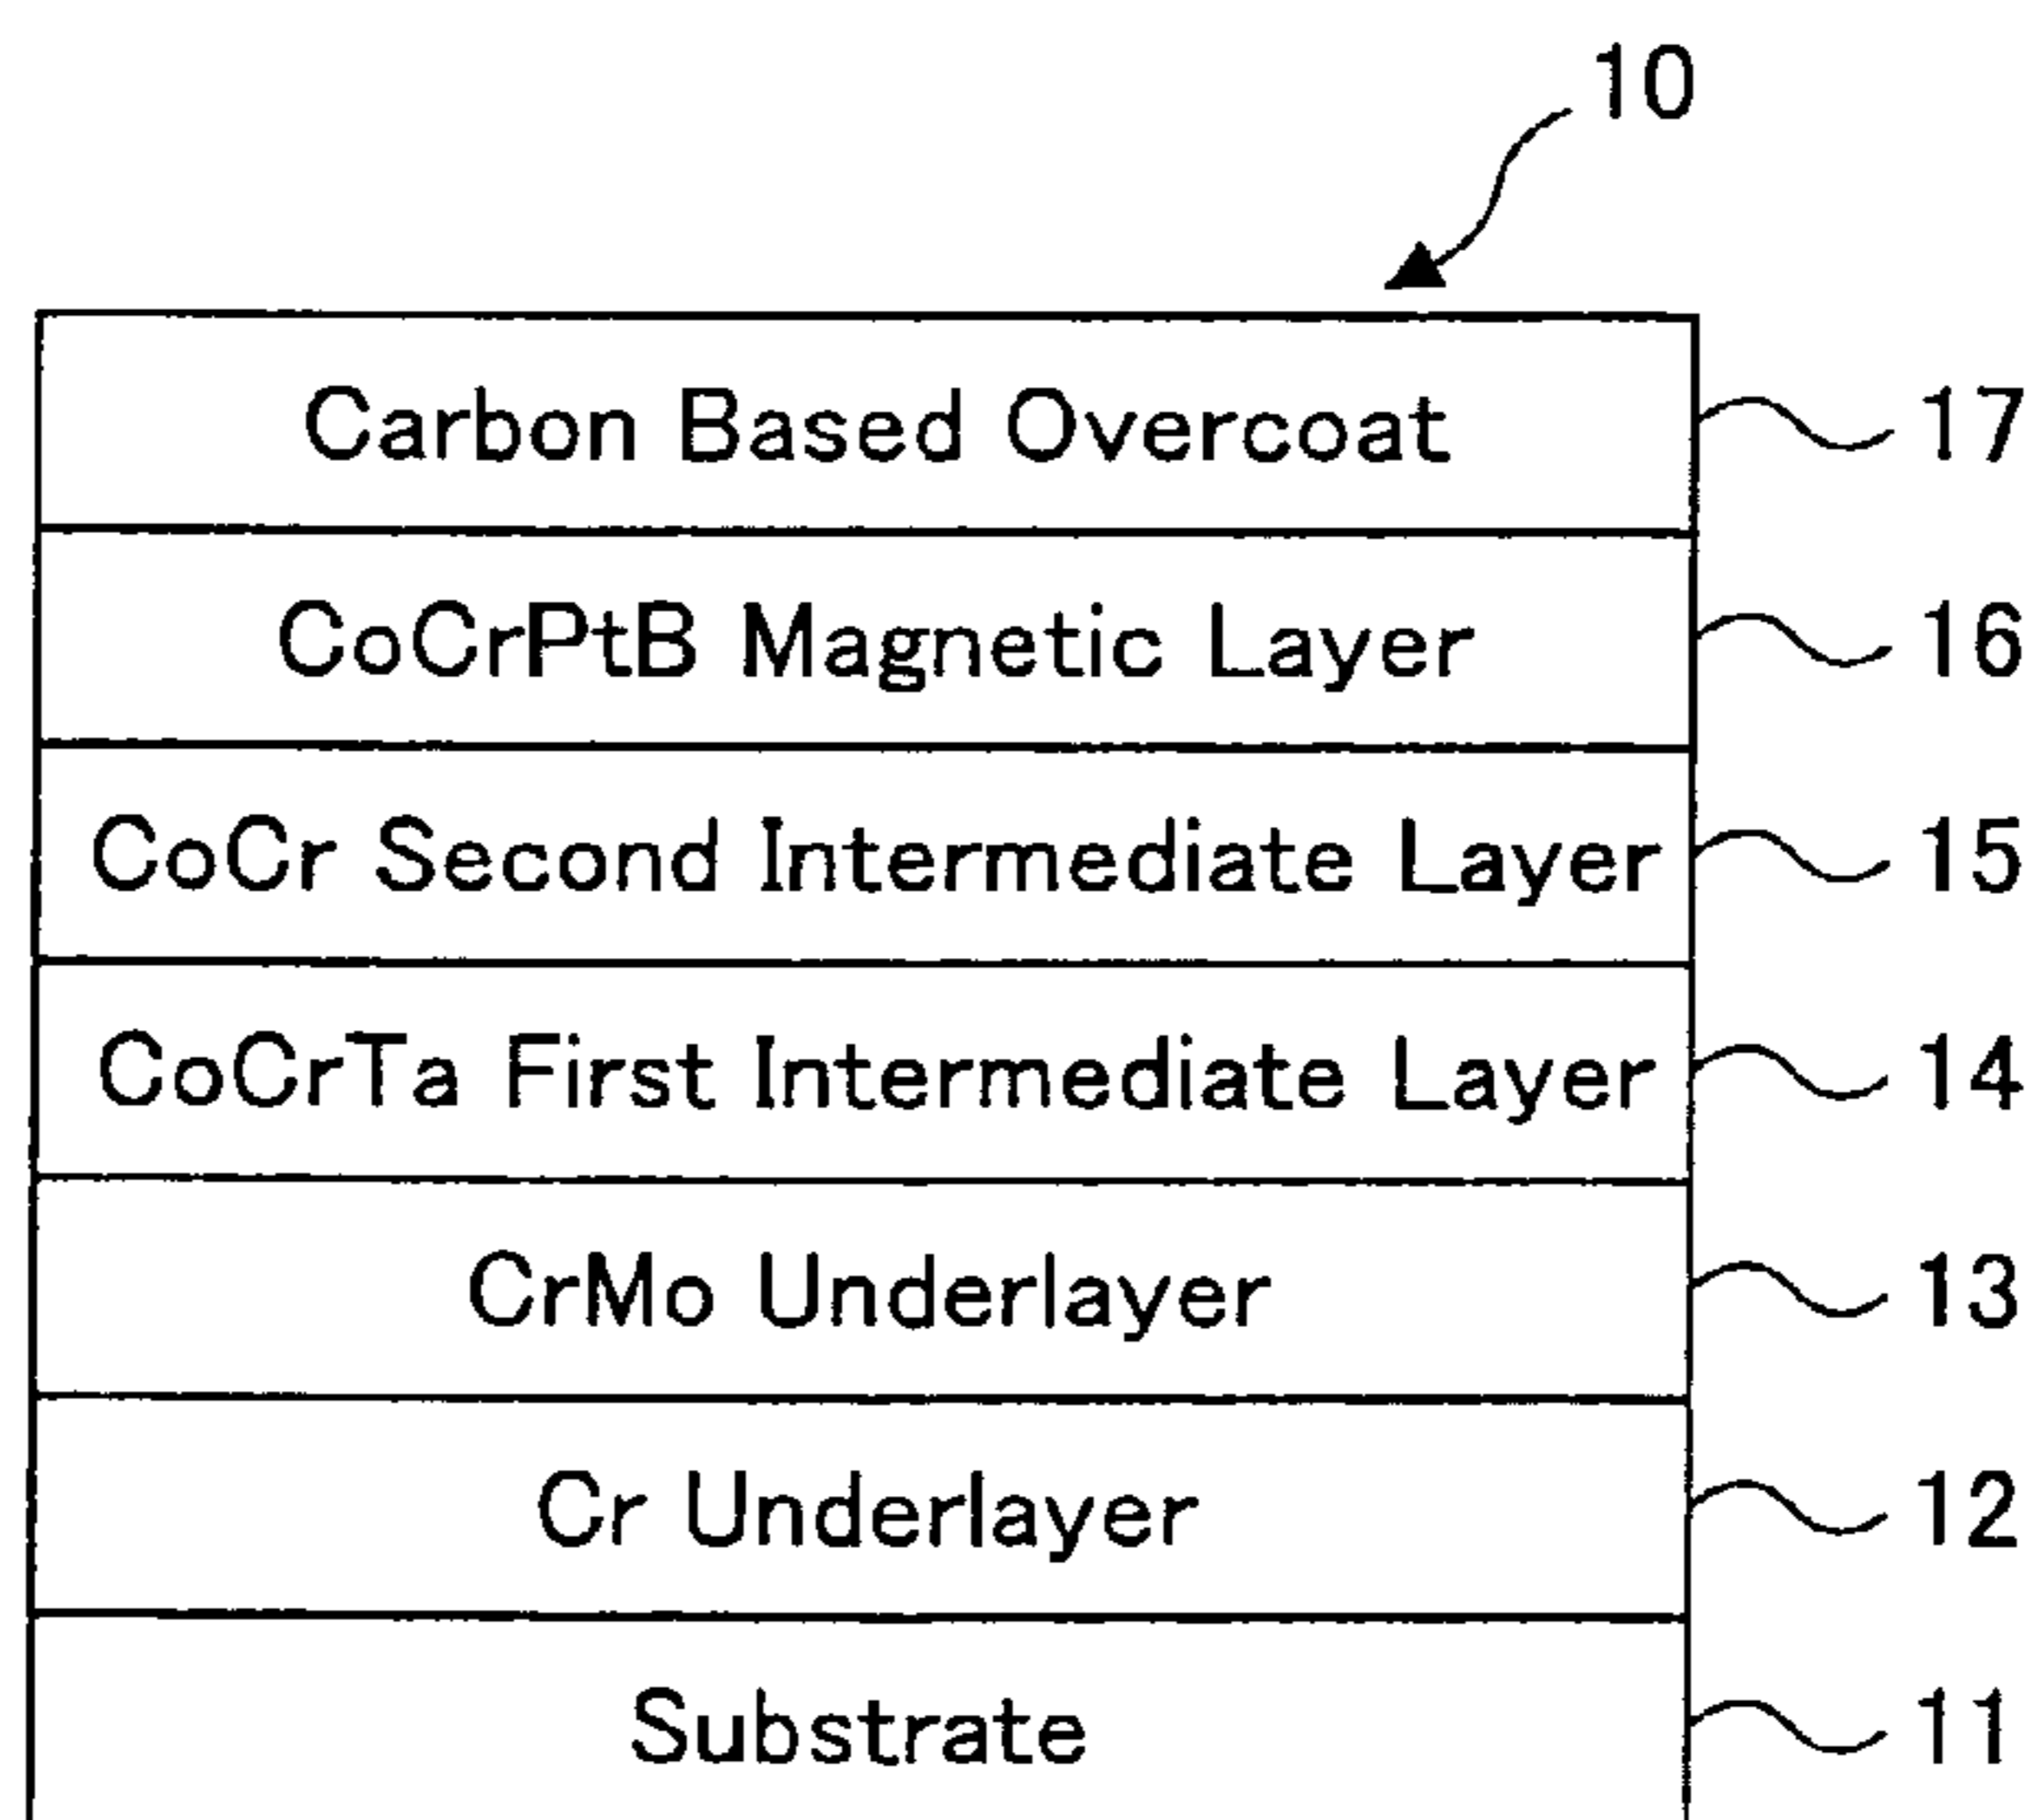 10
Carbon Based Overcoat 17
CoCrPtB Magnetic Layer 16
CoCr Second Intermediate Layer 15
CoCrTa First Intermediate Layer 14
CrMo Underlayer 13
Cr Underlayer 12
Substrate 11